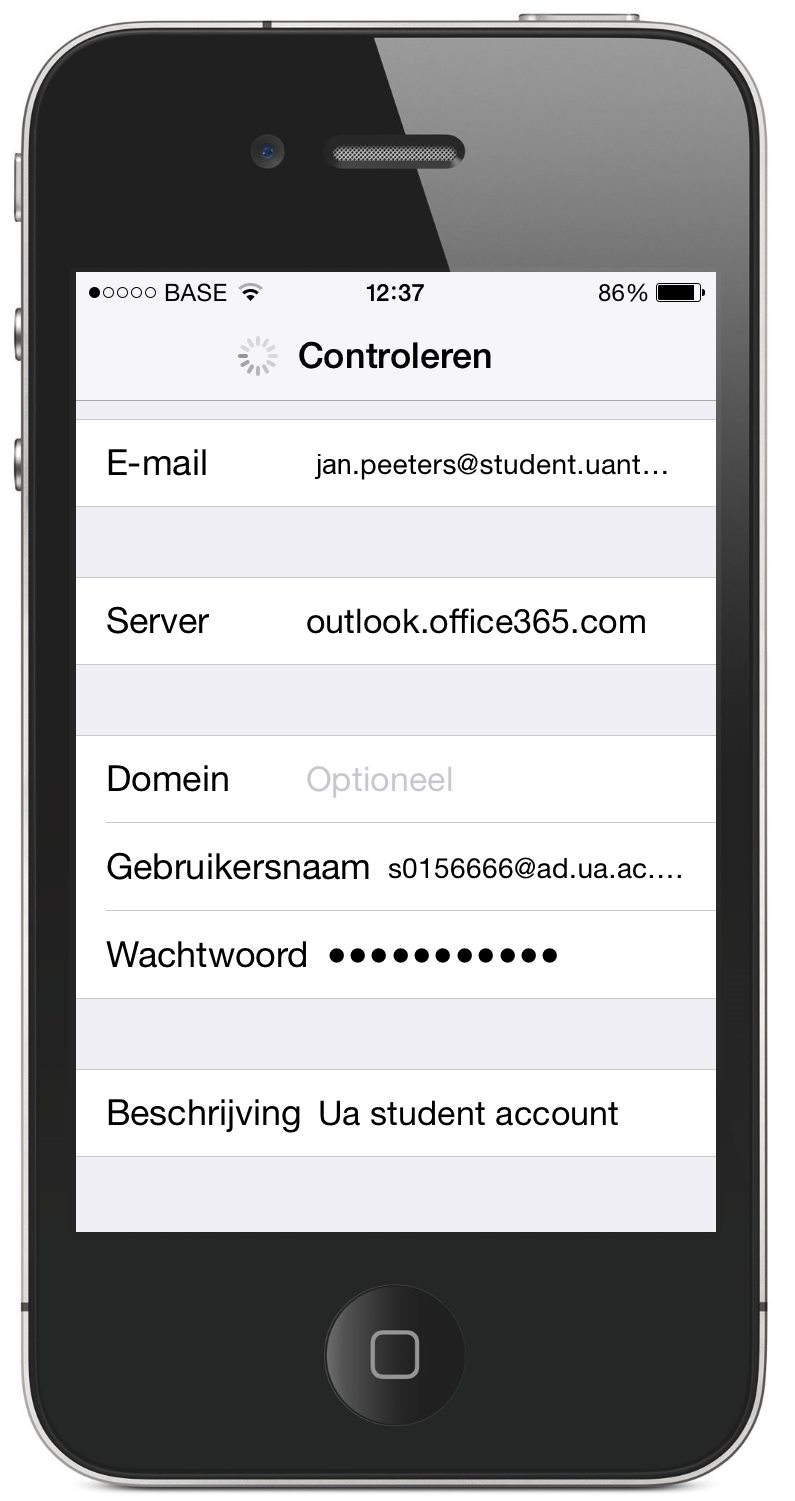 BASE 12:37 86%
Controleren
E-mail jan.peeters@student.uant...
Server outlook.office365.com
Domein Optioneel
Gebruikersnaam s0156666@ad.ua.ac....
Wachtwoord ●●●●●●●●●●●
Beschrijving Ua student account